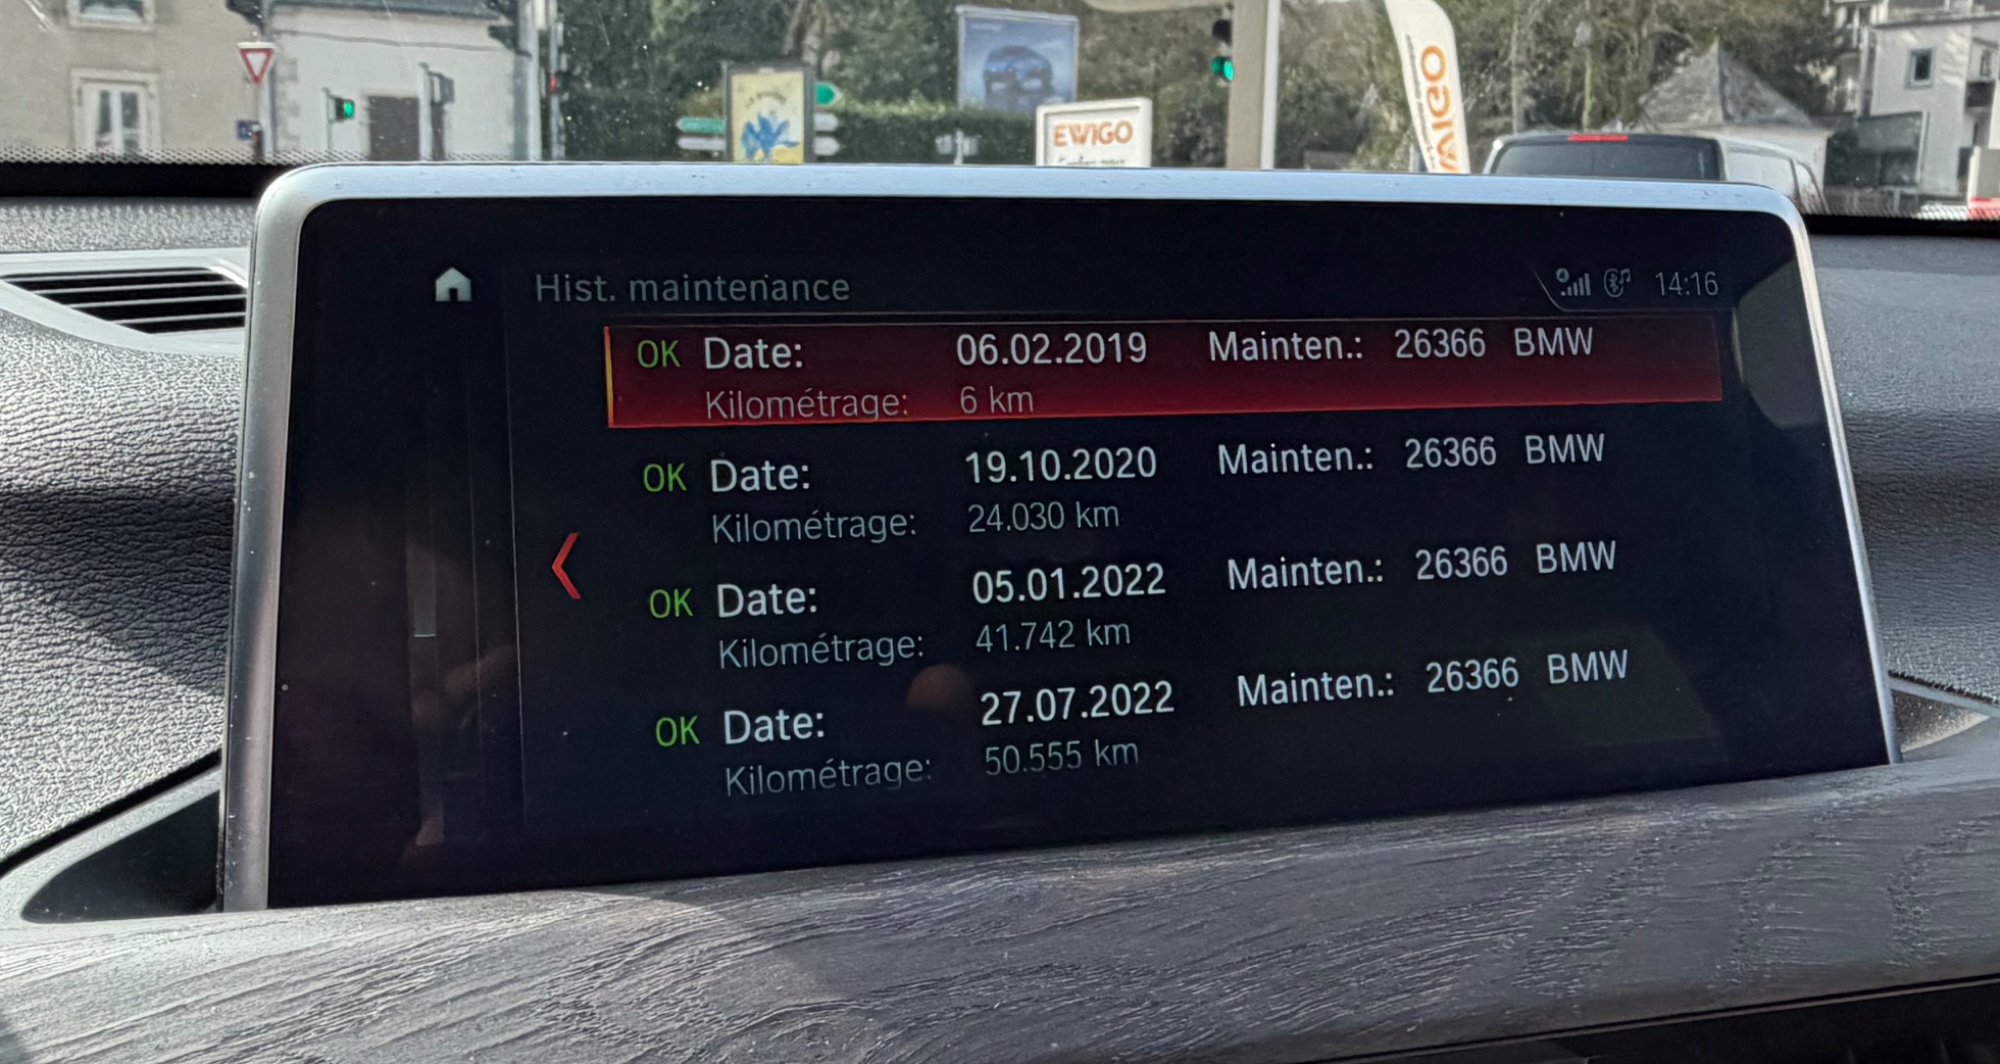 EWIGO
EWIGO
Hist. maintenance
14:16
OK Date: 06.02.2019 Mainten.: 26366 BMW
Kilométrage: 6 km
OK Date: 19.10.2020 Mainten.: 26366 BMW
Kilométrage: 24.030 km
OK Date: 05.01.2022 Mainten.: 26366 BMW
Kilométrage: 41.742 km
OK Date: 27.07.2022 Mainten.: 26366 BMW
Kilométrage: 50.555 km